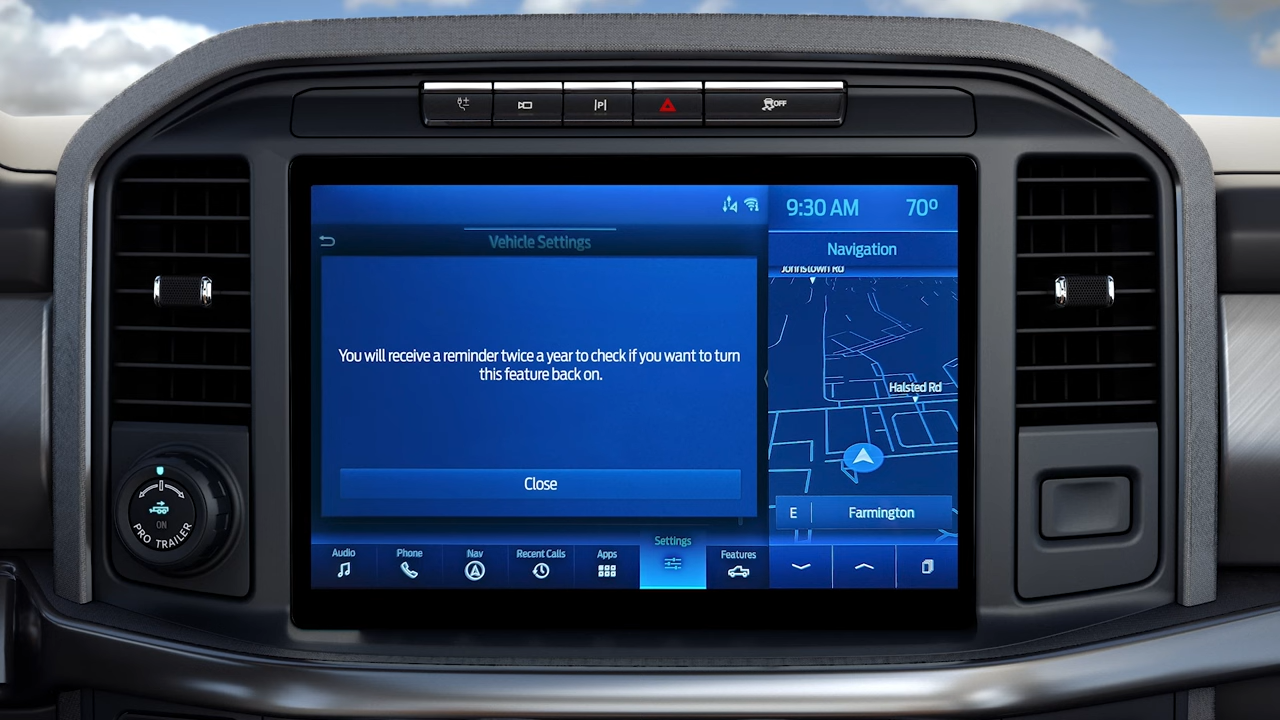 |P|
OFF
9:30 AM
70º
Vehicle Settings
Navigation
Johnstown Rd
You will receive a reminder twice a year to check if you want to turn
this feature back on.
Halsted Rd
Close
E
Farmington
ON
PRO TRAILER
Audio
Phone
Nav
Recent Calls
Apps
Settings
Features